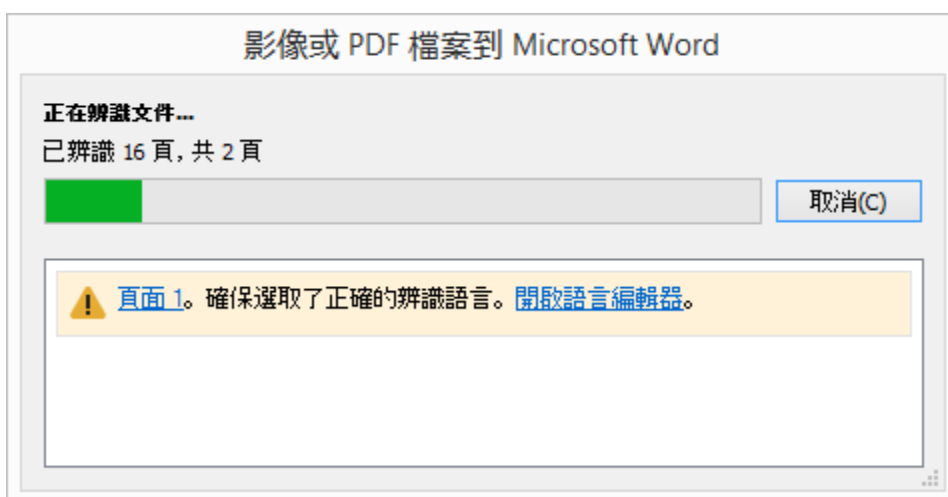 影像或 PDF 檔案到 Microsoft Word
正在辨識文件...
已辨識 16 頁, 共 2 頁
取消(C)
頁面 1。確保選取了正確的辨識語言。開啟語言編輯器。